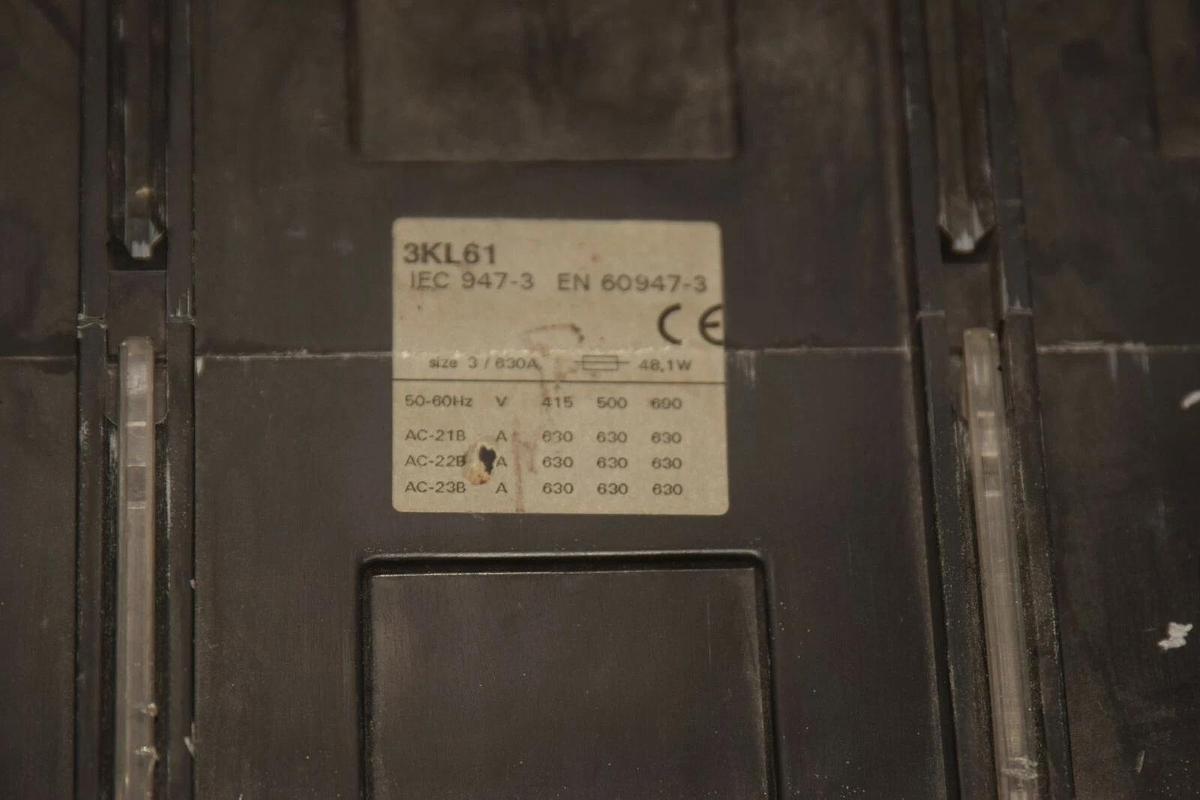 3KL61
IEC 947-3 EN 60947-3
CE
size 3 / 630A 48,1W
50-60Hz V 415 500 690
AC-21B A 630 630 630
AC-22B A 630 630 630
AC-23B A 630 630 630